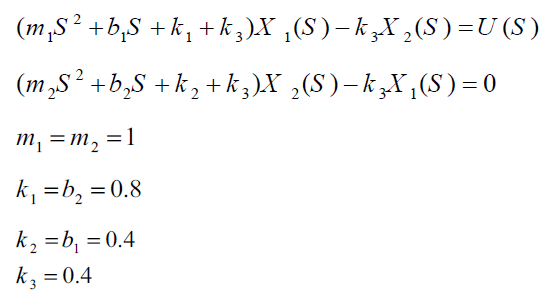 (m₁S² + b₁S + k₁ + k₃)X₁(S) − k₃X₂(S) = U(S)
(m₂S² + b₂S + k₂ + k₃)X₂(S) − k₃X₁(S) = 0
m₁ = m₂ = 1
k₁ = b₂ = 0.8
k₂ = b₁ = 0.4
k₃ = 0.4